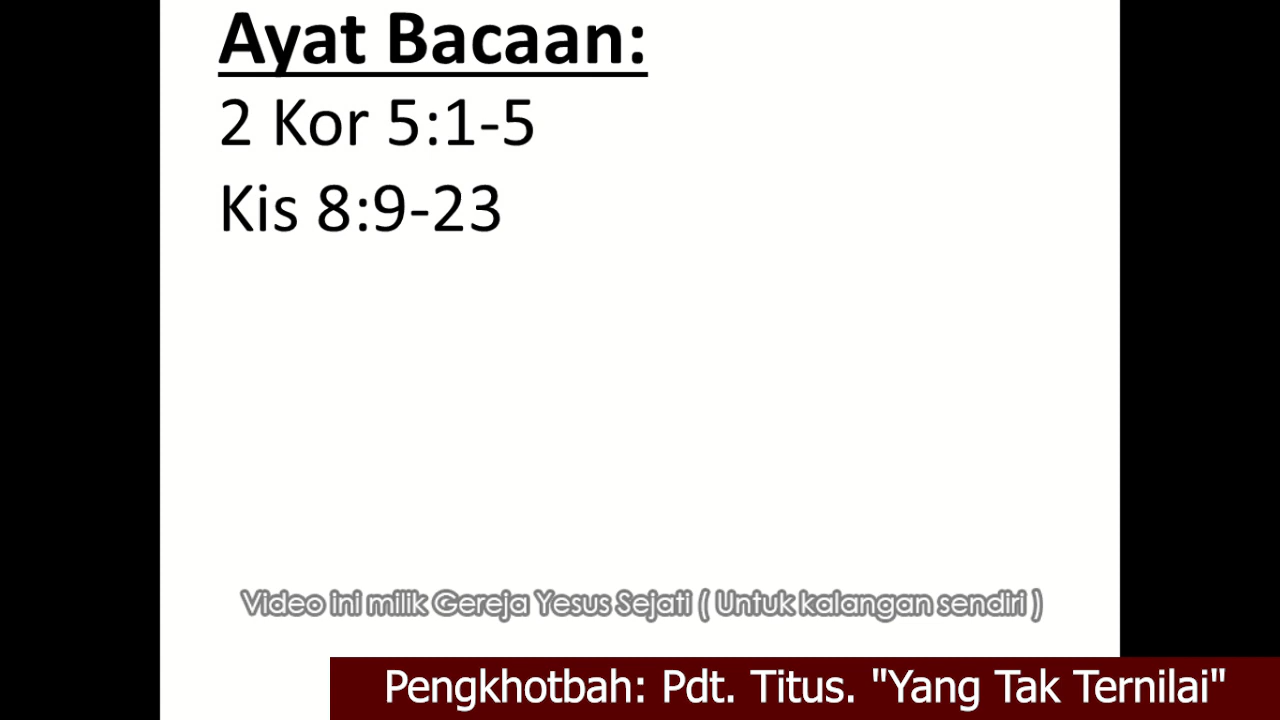 Ayat Bacaan:
2 Kor 5:1-5
Kis 8:9-23
Video ini milik Gereja Yesus Sejati ( Untuk kalangan sendiri )
Pengkhotbah: Pdt. Titus. "Yang Tak Ternilai"